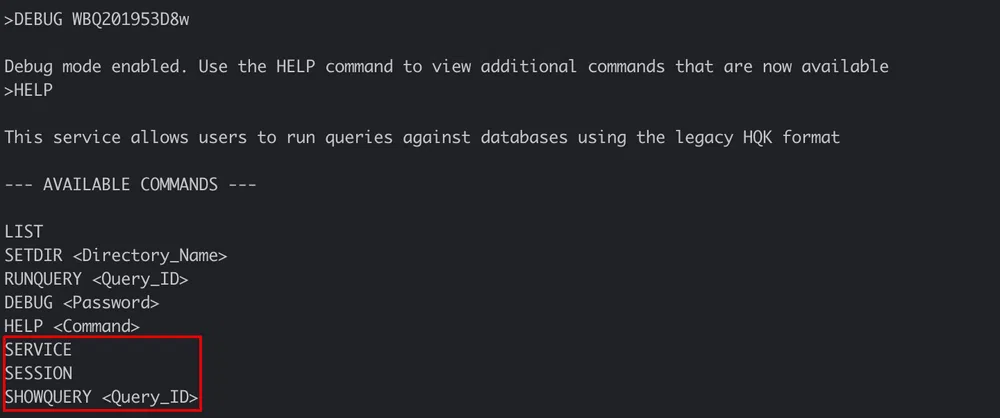 >DEBUG WBQ201953D8w
Debug mode enabled. Use the HELP command to view additional commands that are now available
>HELP
This service allows users to run queries against databases using the legacy HQK format
--- AVAILABLE COMMANDS ---
LIST
SETDIR <Directory_Name>
RUNQUERY <Query_ID>
DEBUG <Password>
HELP <Command>
SERVICE
SESSION
SHOWQUERY <Query_ID>